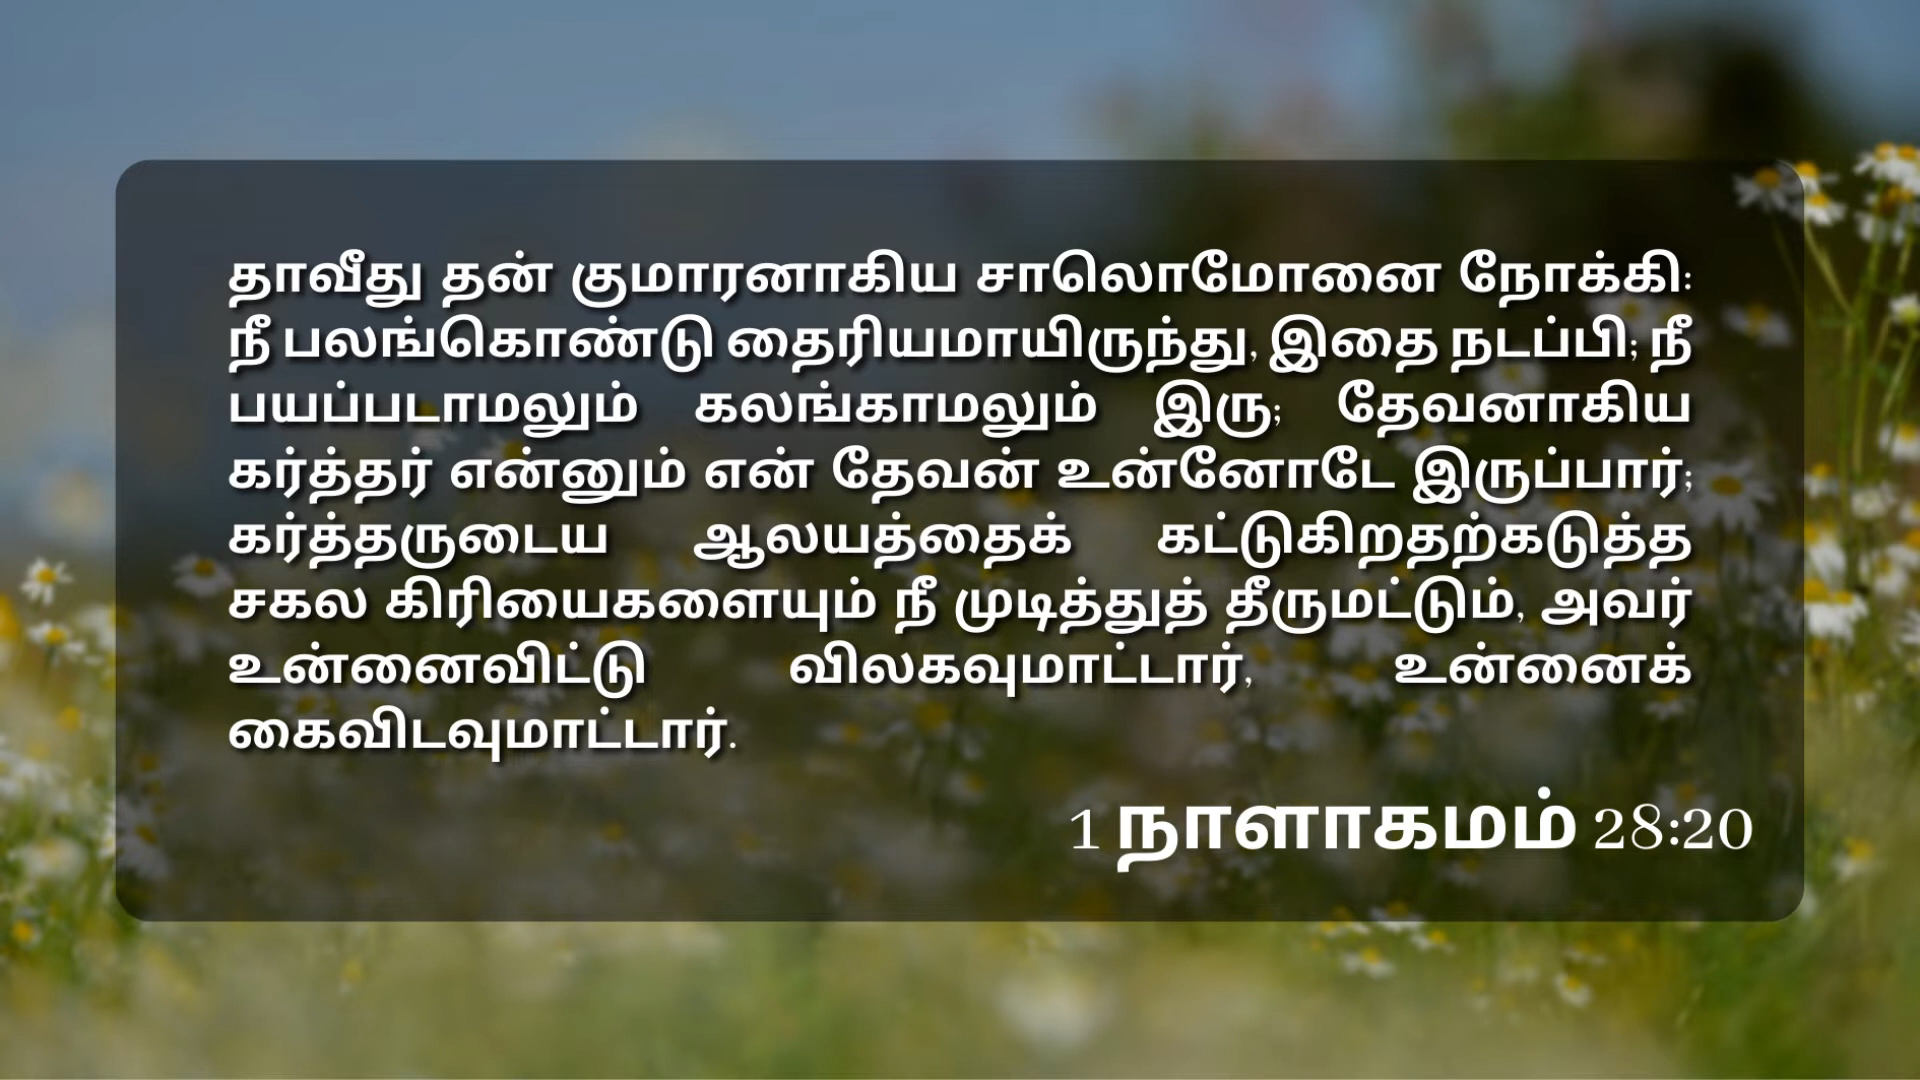 தாவீது தன் குமாரனாகிய சாலொமோனை நோக்கி:
நீ பலங்கொண்டு தைரியமாயிருந்து, இதை நடப்பி; நீ
பயப்படாமலும் கலங்காமலும் இரு; தேவனாகிய
கர்த்தர் என்னும் என் தேவன் உன்னோடே இருப்பார்;
கர்த்தருடைய ஆலயத்தைக் கட்டுகிறதற்கடுத்த
சகல கிரியைகளையும் நீ முடித்துத் தீருமட்டும், அவர்
உன்னைவிட்டு விலகவுமாட்டார், உன்னைக்
கைவிடவுமாட்டார்.
1 நாளாகமம் 28:20